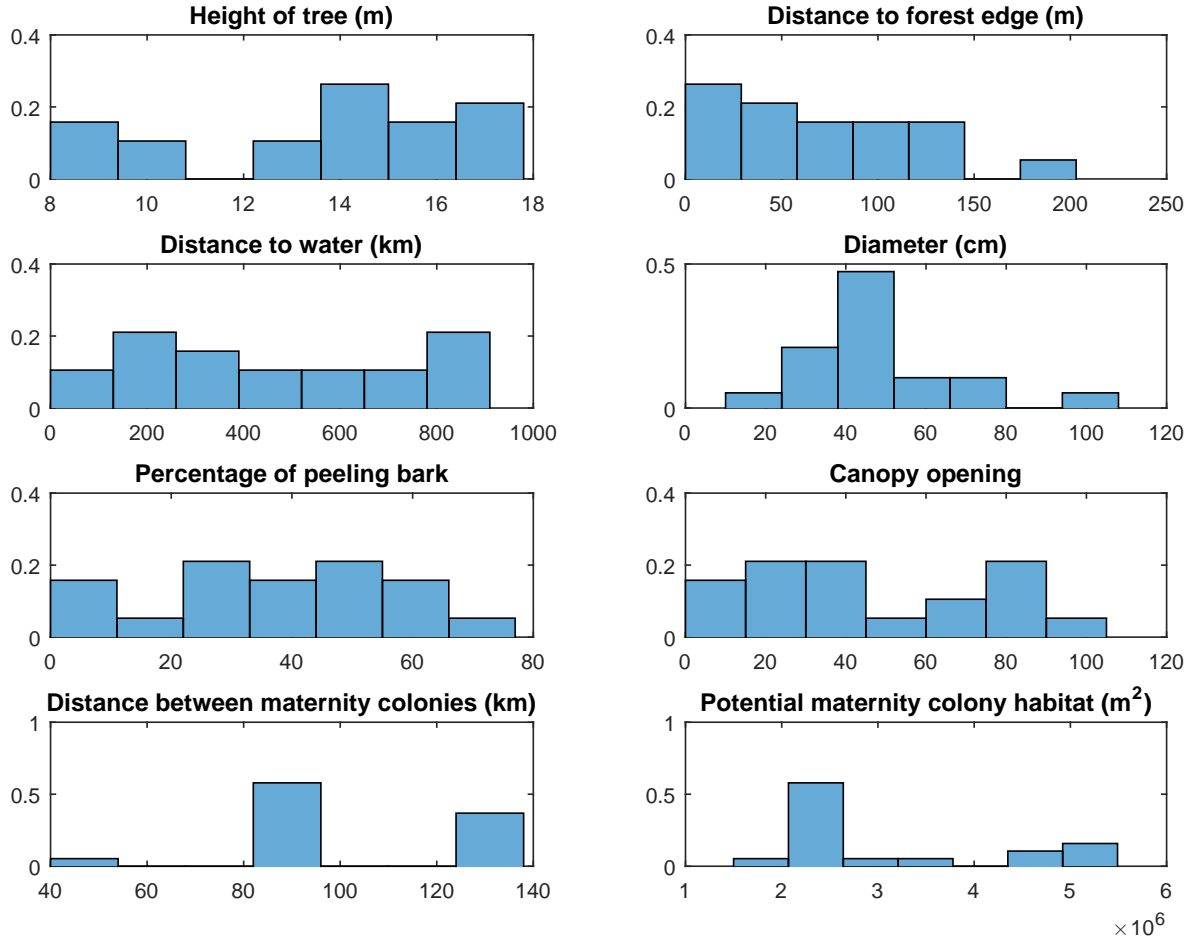 Height of tree (m)
0.4
0.2
0
8 10 12 14 16 18
Distance to forest edge (m)
0.4
0.2
0
0 50 100 150 200 250
Distance to water (km)
0.4
0.2
0
0 200 400 600 800 1000
Diameter (cm)
0.5
0
0 20 40 60 80 100 120
Percentage of peeling bark
0.4
0.2
0
0 20 40 60 80
Canopy opening
0.4
0.2
0
0 20 40 60 80 100 120
Distance between maternity colonies (km)
1
0.5
0
40 60 80 100 120 140
Potential maternity colony habitat (m²)
1
0.5
0
1 2 3 4 5 6
×10⁶